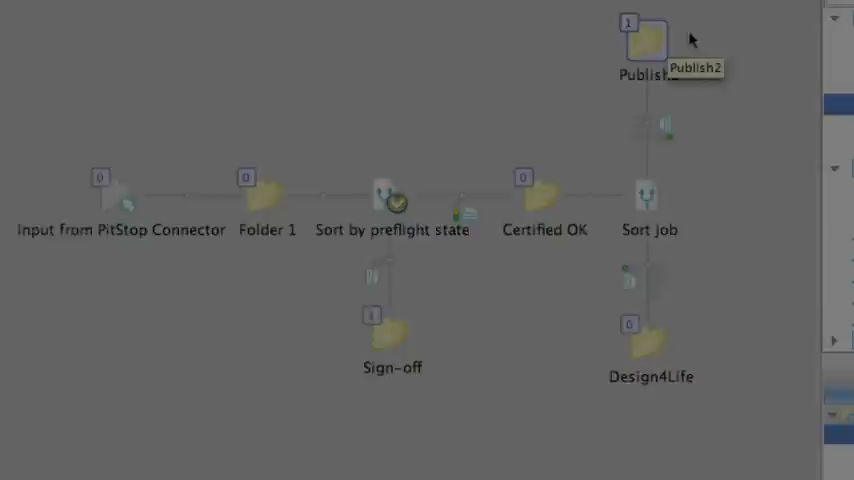 1
Publish2
Publish2
0
0
0
Input from PitStop Connector
Folder 1
Sort by preflight state
Certified OK
Sort Job
1
0
Sign-off
Design4Life